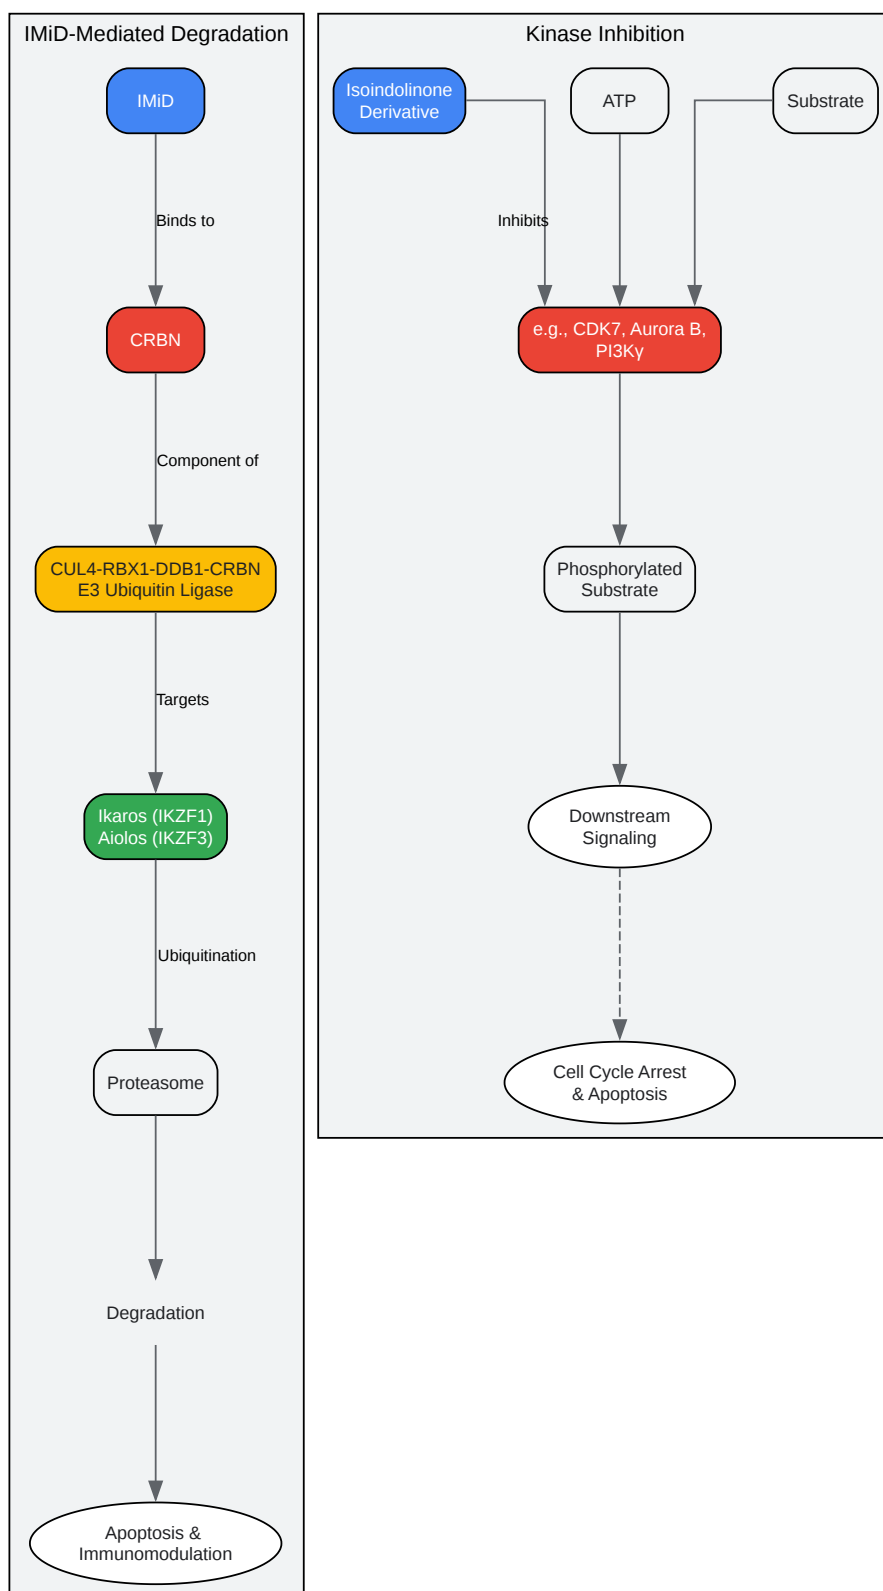 IMiD-Mediated Degradation
IMiD
Binds to
CRBN
Component of
CUL4-RBX1-DDB1-CRBN
E3 Ubiquitin Ligase
Targets
Ikaros (IKZF1)
Aiolos (IKZF3)
Ubiquitination
Proteasome
Degradation
Apoptosis &
Immunomodulation
Kinase Inhibition
Isoindolinone
Derivative
ATP
Substrate
Inhibits
e.g., CDK7, Aurora B,
PI3Kγ
Phosphorylated
Substrate
Downstream
Signaling
Cell Cycle Arrest
& Apoptosis